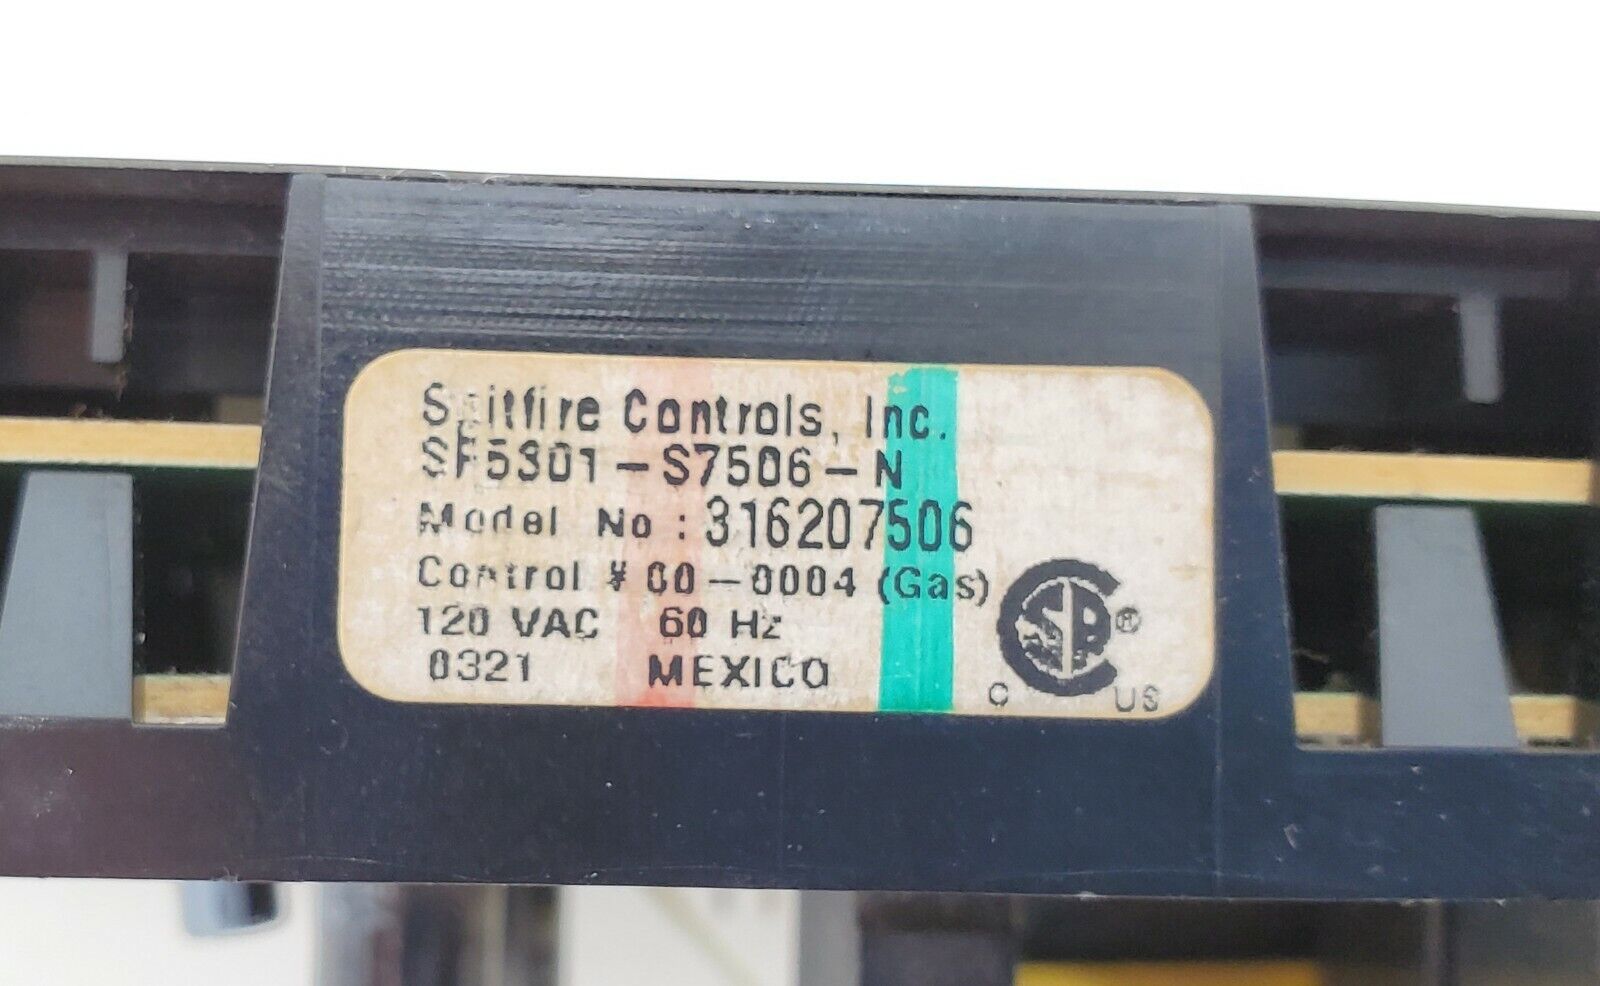 Spitfire Controls, Inc.
SF5301-S7506-N
Model No: 316207506
Control # 00-0004 (Gas)
120 VAC 60 Hz
0321 MEXICO
CSA ®
C US